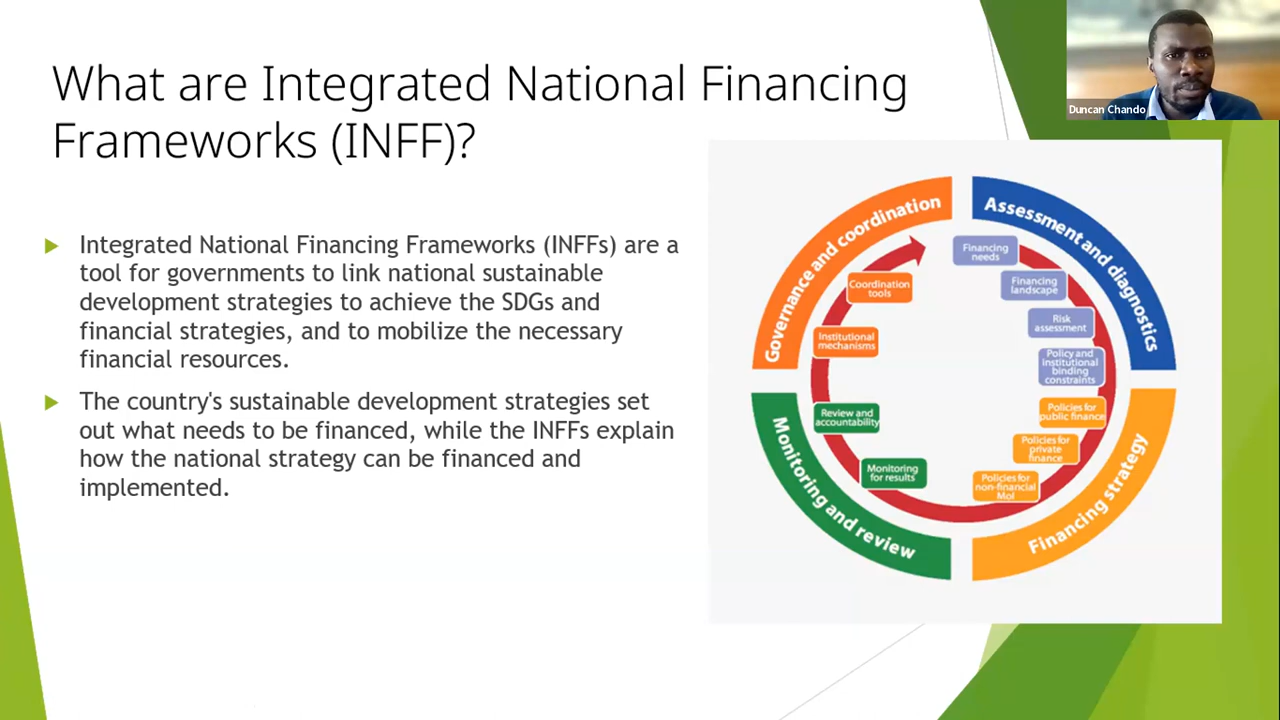 What are Integrated National Financing
Frameworks (INFF)?
Duncan Chando
Integrated National Financing Frameworks (INFFs) are a
tool for governments to link national sustainable
development strategies to achieve the SDGs and
financial strategies, and to mobilize the necessary
financial resources.
The country's sustainable development strategies set
out what needs to be financed, while the INFFs explain
how the national strategy can be financed and
implemented.
Governance and coordination
Assessment and diagnostics
Financing strategy
Monitoring and review
Financing
needs
Financing
landscape
Risk
assessment
Policy and
institutional
binding
constraints
Policies for
public finance
Policies for
private
finance
Policies for
non-financial
MoI
Monitoring
for results
Review and
accountability
Institutional
mechanisms
Coordination
tools